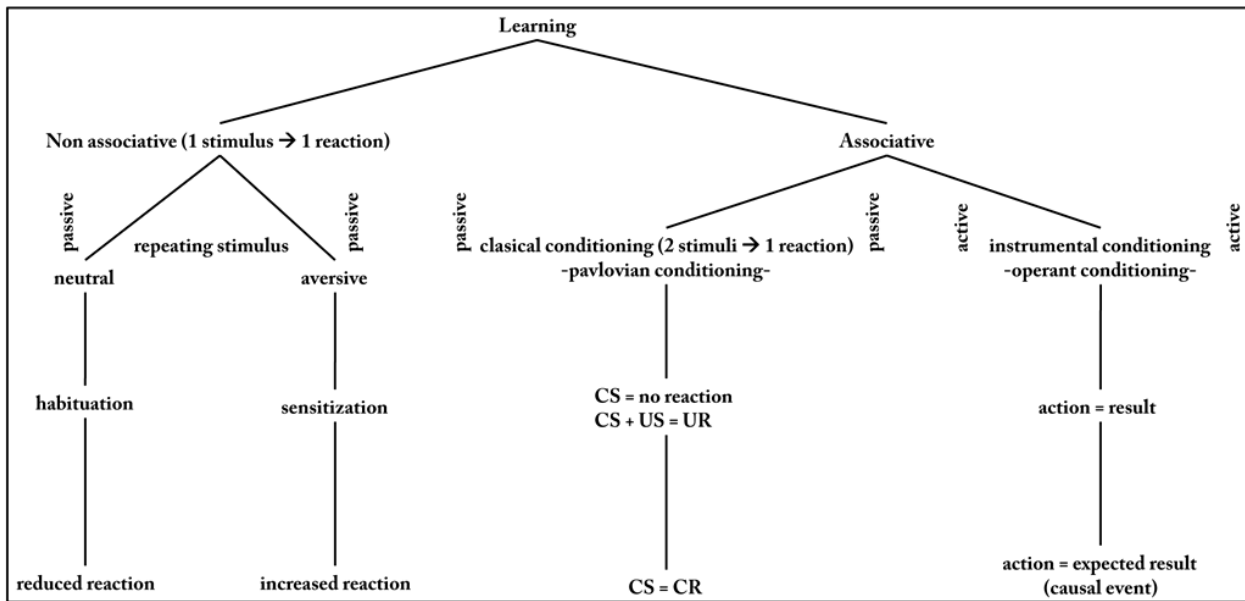 Learning
Non associative (1 stimulus → 1 reaction)
Associative
passive
passive
passive
passive
active
active
repeating stimulus
neutral
aversive
clasical conditioning (2 stimuli → 1 reaction)
-pavlovian conditioning-
instrumental conditioning
-operant conditioning-
habituation
sensitization
CS = no reaction
CS + US = UR
action = result
reduced reaction
increased reaction
CS = CR
action = expected result
(causal event)